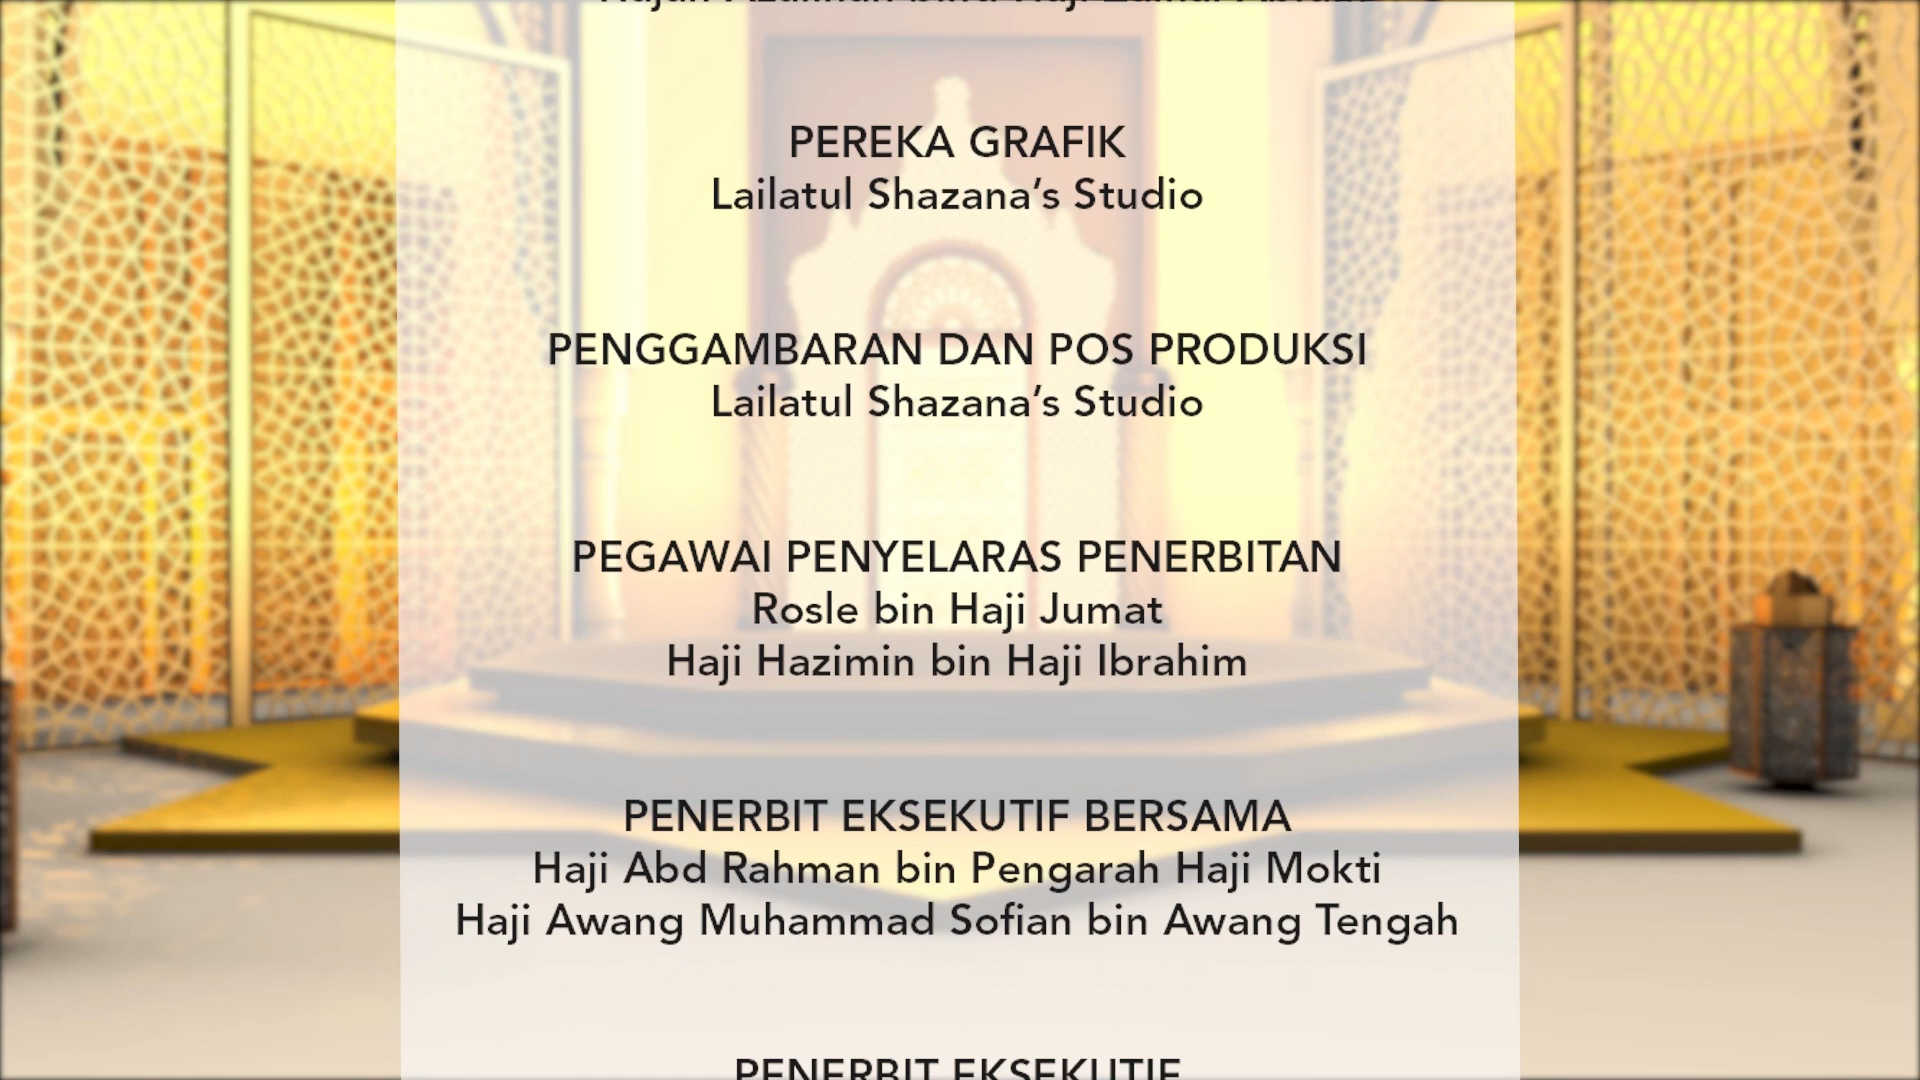 PEREKA GRAFIK
Lailatul Shazana’s Studio
PENGGAMBARAN DAN POS PRODUKSI
Lailatul Shazana’s Studio
PEGAWAI PENYELARAS PENERBITAN
Rosle bin Haji Jumat
Haji Hazimin bin Haji Ibrahim
PENERBIT EKSEKUTIF BERSAMA
Haji Abd Rahman bin Pengarah Haji Mokti
Haji Awang Muhammad Sofian bin Awang Tengah
PENERBIT EKSEKUTIF